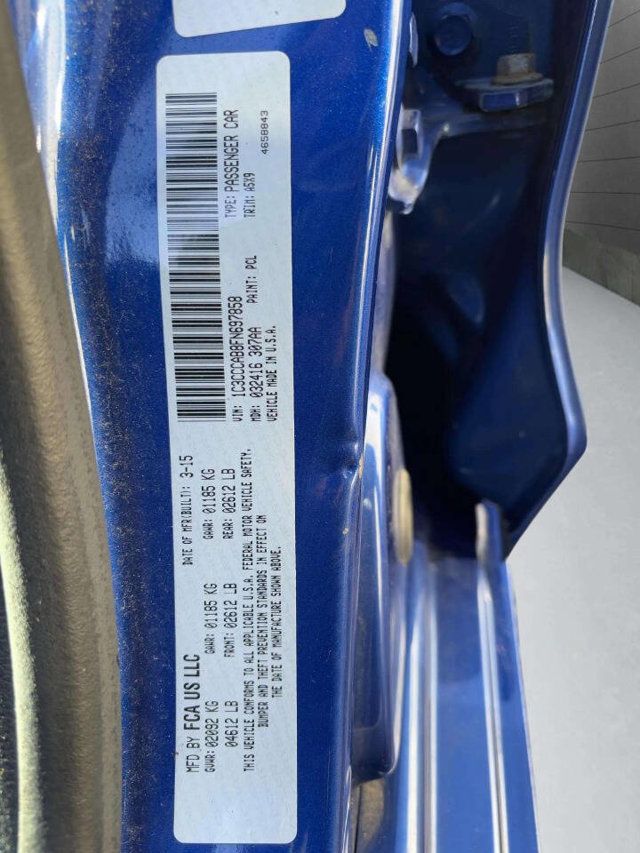 MFD BY FCA US LLC
DATE OF MFR(BUILT): 3-15
GVWR: 02092 KG
04612 LB
GAWR: 01185 KG
FRONT: 02612 LB
GAWR: 01185 KG
REAR: 02612 LB
THIS VEHICLE CONFORMS TO ALL APPLICABLE U.S.A. FEDERAL MOTOR VEHICLE SAFETY,
BUMPER AND THEFT PREVENTION STANDARDS IN EFFECT ON
DATE OF MANUFACTURE SHOWN ABOVE.
VIN: 1C3CCCAB8FN697858
TYPE: PASSENGER CAR
MDH: 032416 307AA
PAINT: PCL
TRIM: A6X9
VEHICLE MADE IN U.S.A.
4658843